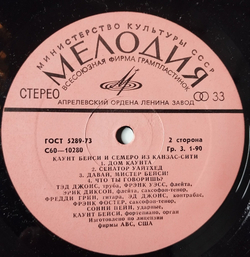 МИНИСТЕРСТВО КУЛЬТУРЫ СССР
МЕЛОДИЯ
ВСЕСОЮЗНАЯ ФИРМА ГРАМПЛАСТИНОК
СТЕРЕО
33
АПРЕЛЕВСКИЙ ОРДЕНА ЛЕНИНА ЗАВОД
ГОСТ 5289-73
2 сторона
С60—10280
Гр. 3. 1-90
КАУНТ БЕЙСИ И СЕМЕРО ИЗ КАНЗАС-СИТИ
1. ДОМ КАУНТА
2. СЕНАТОР УАЙТХЕД
3. ДАВАЙ, МИСТЕР БЕЙСИ!
4. ЧТО ТЫ ГОВОРИШЬ?
ТЭД ДЖОНС, труба, ФРЭНК УЭСС, флейта,
ЭРИК ДИКСОН, флейта, саксофон-тенор,
ФРЕДДИ ГРИН, гитара, ЭД ДЖОНС, контрабас,
ФРЭНК ФОСТЕР, саксофон-тенор,
СОННИ ПЕЙН, ударные,
КАУНТ БЕЙСИ, фортепиано, орган
Изготовлено по лицензии
фирмы АВС, США